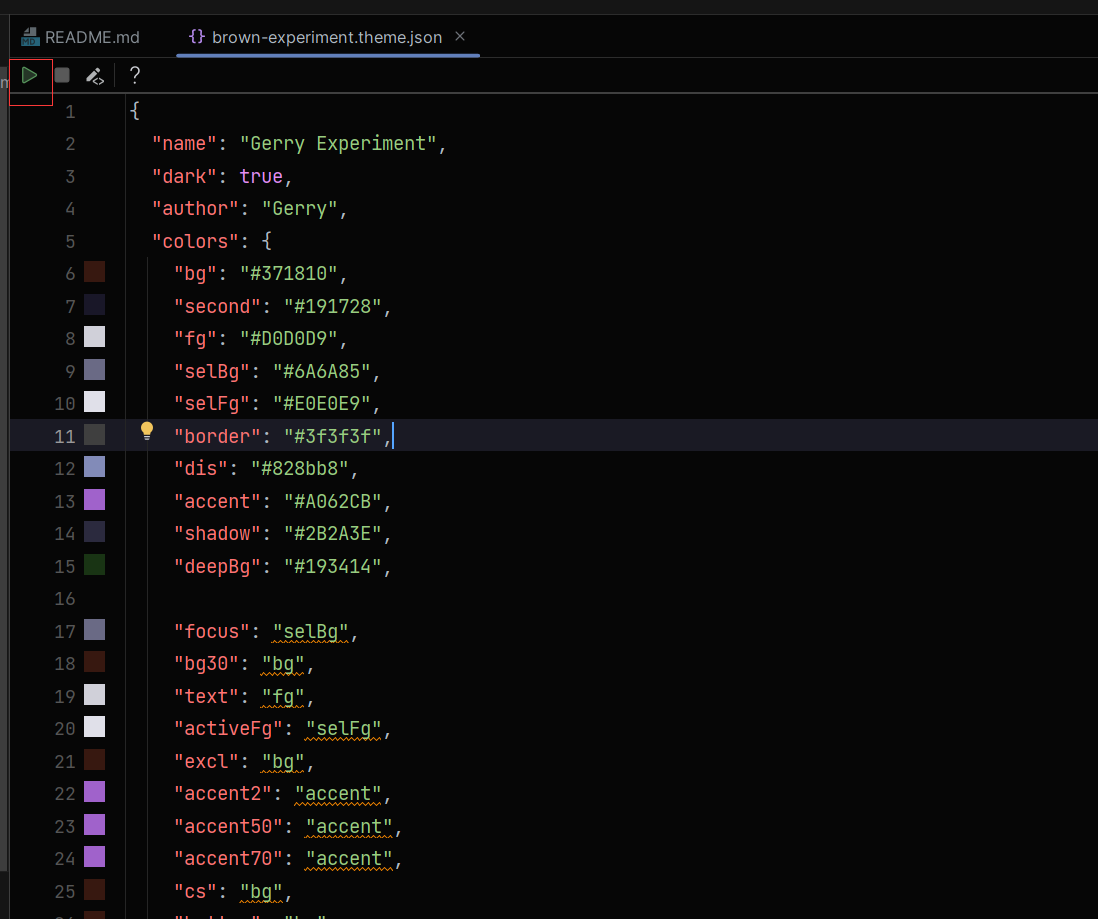 README.md
{} brown-experiment.theme.json
?
1 {
2 "name": "Gerry Experiment",
3 "dark": true,
4 "author": "Gerry",
5 "colors": {
6 "bg": "#371810",
7 "second": "#191728",
8 "fg": "#D0D0D9",
9 "selBg": "#6A6A85",
10 "selFg": "#E0E0E9",
11 "border": "#3f3f3f",
12 "dis": "#828bb8",
13 "accent": "#A062CB",
14 "shadow": "#2B2A3E",
15 "deepBg": "#193414",
16
17 "focus": "selBg",
18 "bg30": "bg",
19 "text": "fg",
20 "activeFg": "selFg",
21 "excl": "bg",
22 "accent2": "accent",
23 "accent50": "accent",
24 "accent70": "accent",
25 "cs": "bg",